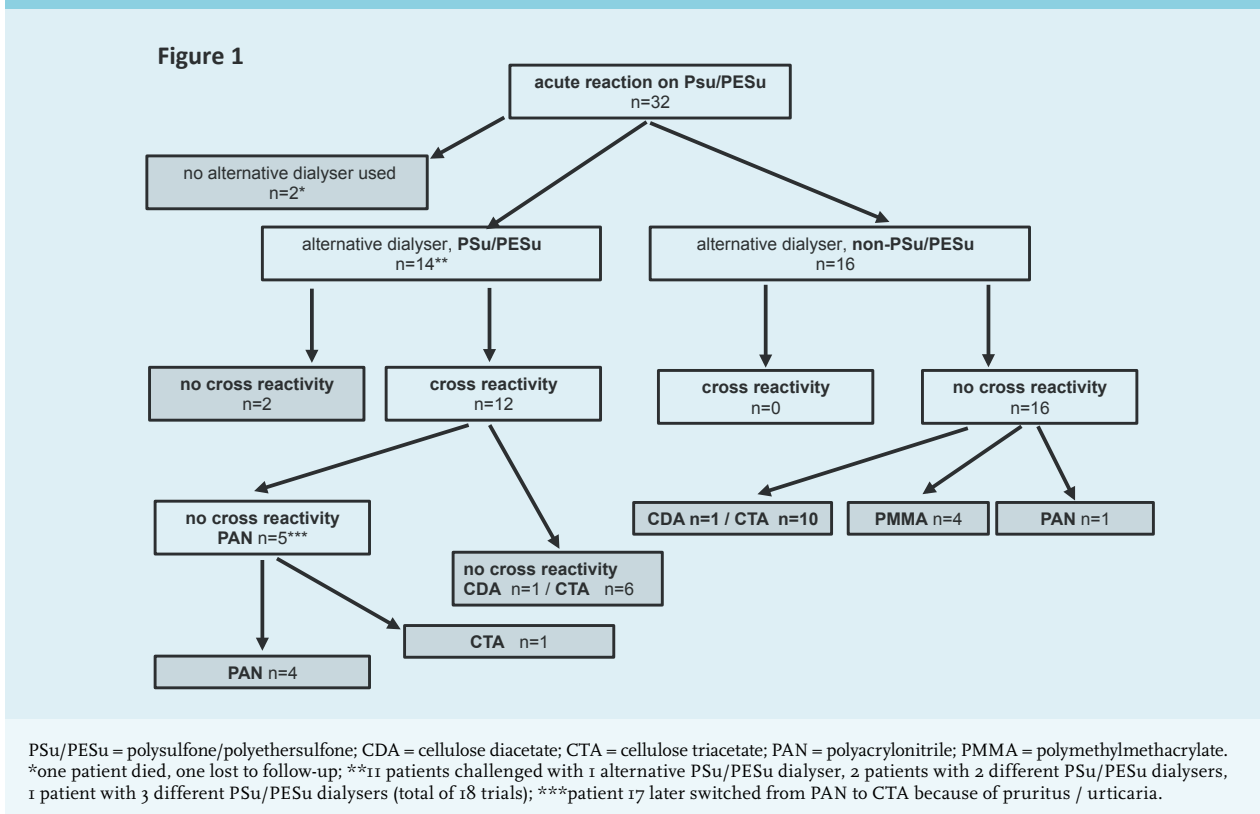 Figure 1
acute reaction on Psu/PESu
n=32
no alternative dialyser used
n=2*
alternative dialyser, PSu/PESu
n=14**
alternative dialyser, non-PSu/PESu
n=16
no cross reactivity
n=2
cross reactivity
n=12
cross reactivity
n=0
no cross reactivity
n=16
no cross reactivity
PAN n=5***
no cross reactivity
CDA n=1 / CTA n=6
CDA n=1 / CTA n=10
PMMA n=4
PAN n=1
CTA n=1
PAN n=4
PSu/PESu = polysulfone/polyethersulfone; CDA = cellulose diacetate; CTA = cellulose triacetate; PAN = polyacrylonitrile; PMMA = polymethylmethacrylate.
*one patient died, one lost to follow-up; **11 patients challenged with 1 alternative PSu/PESu dialyser, 2 patients with 2 different PSu/PESu dialysers,
1 patient with 3 different PSu/PESu dialysers (total of 18 trials); ***patient 17 later switched from PAN to CTA because of pruritus / urticaria.